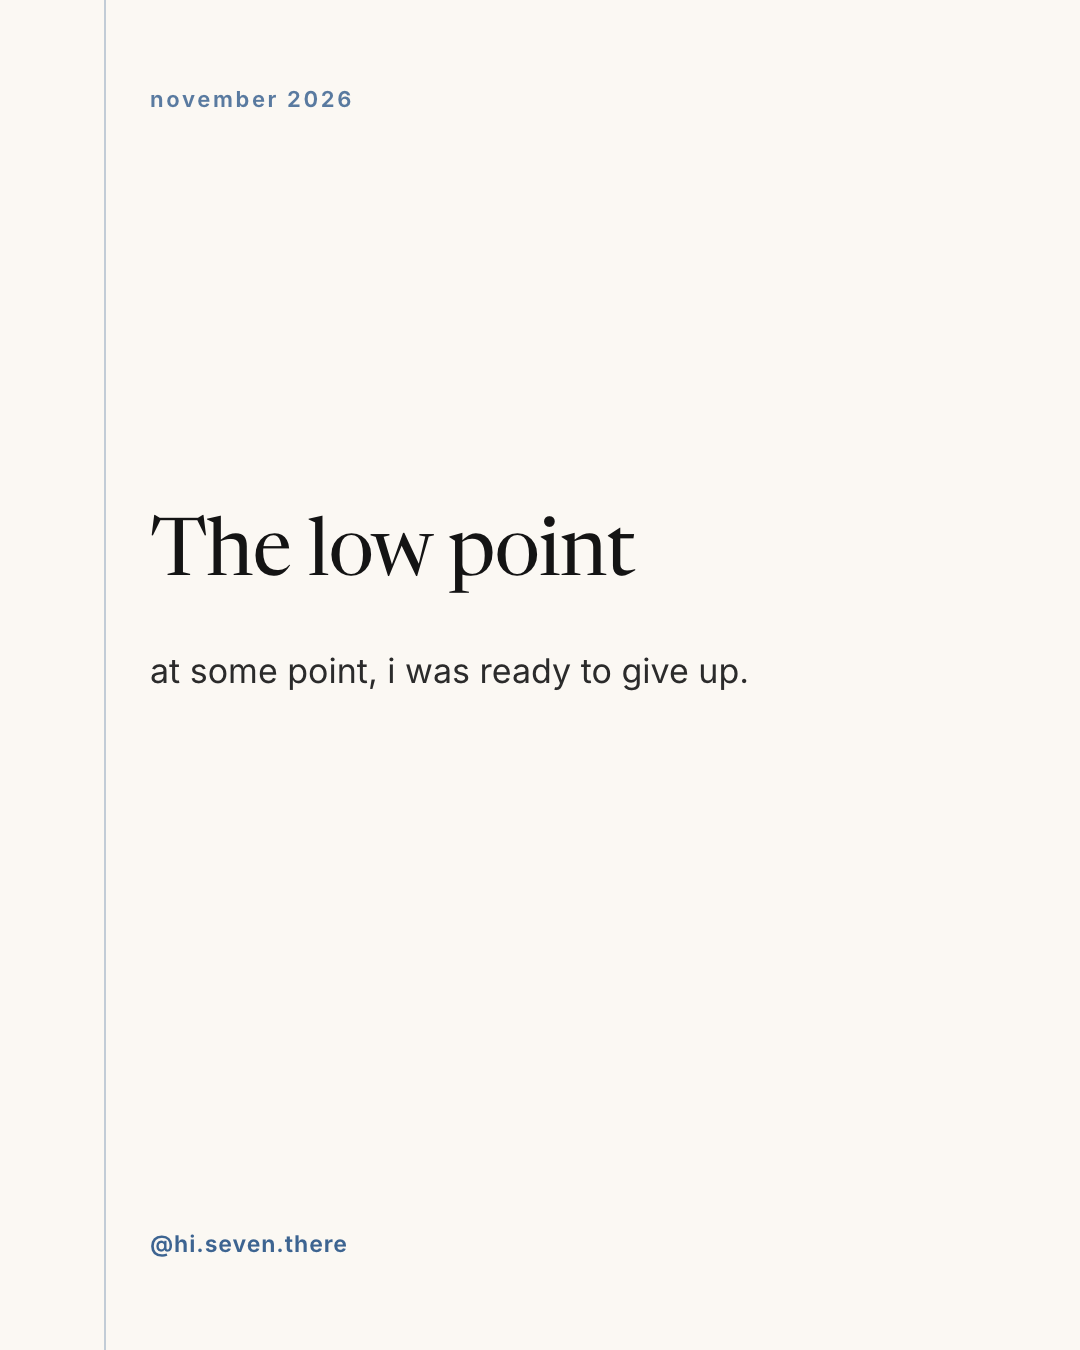 november 2026
The low point
at some point, i was ready to give up.
@hi.seven.there